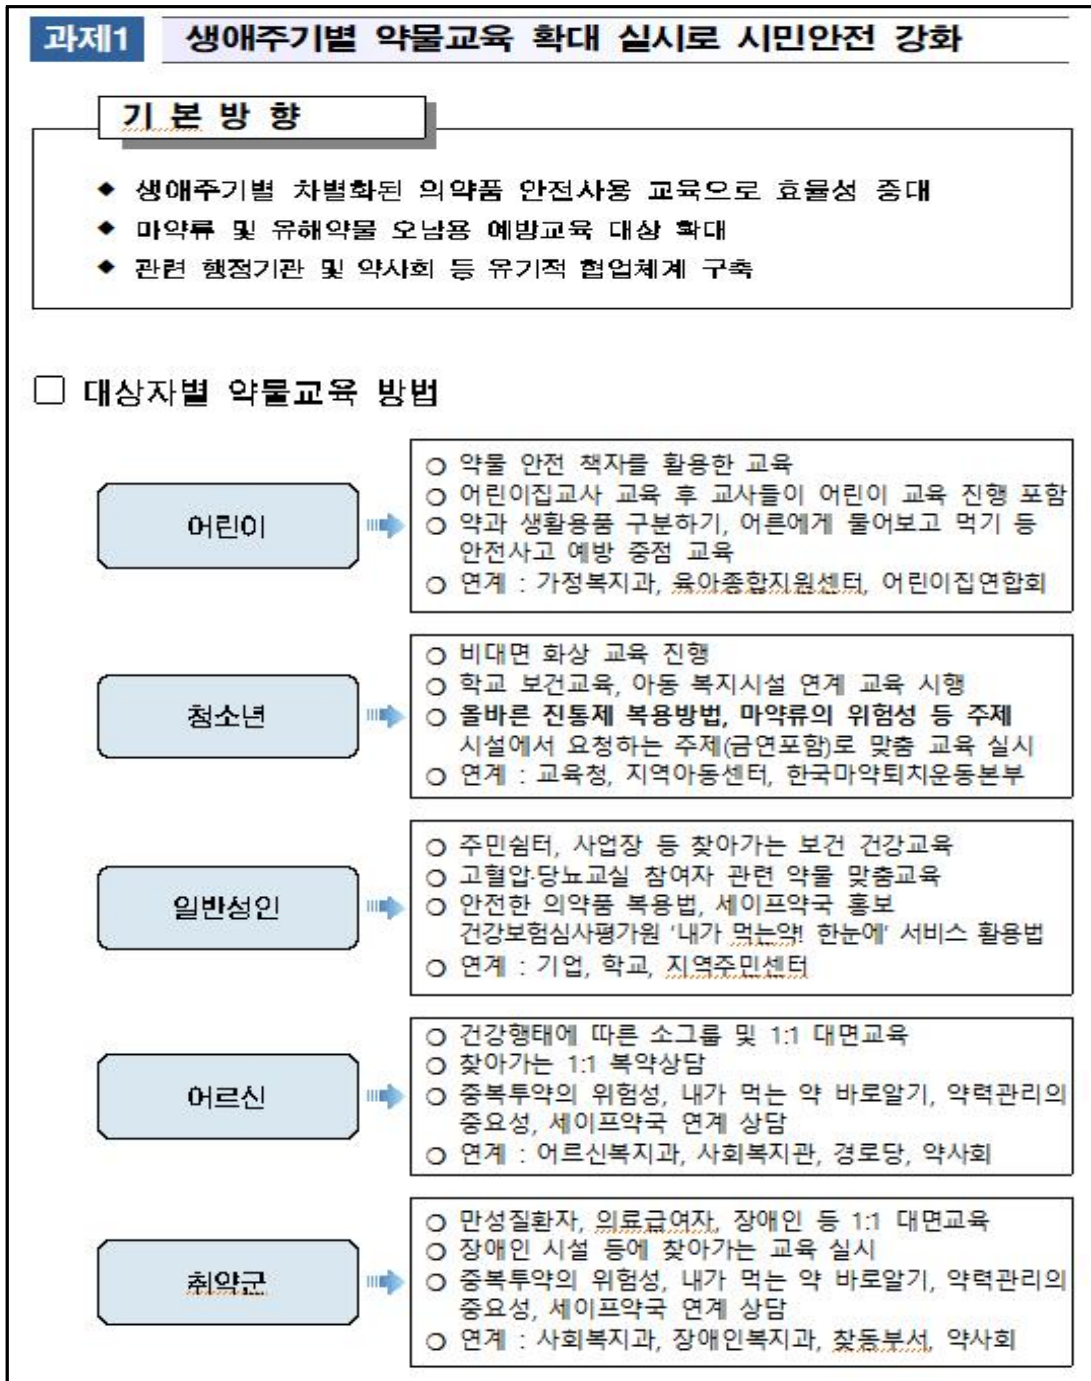 과제1 생애주기별 약물교육 확대 실시로 시민안전 강화
기 본 방 향
◆ 생애주기별 차별화된 의약품 안전사용 교육으로 효율성 증대
◆ 마약류 및 유해약물 오남용 예방교육 대상 확대
◆ 관련 행정기관 및 약사회 등 유기적 협업체계 구축
□ 대상자별 약물교육 방법
어린이
○ 약물 안전 책자를 활용한 교육
○ 어린이집교사 교육 후 교사들이 어린이 교육 진행 포함
○ 약과 생활용품 구분하기, 어른에게 물어보고 먹기 등
안전사고 예방 중점 교육
○ 연계 : 가정복지과, 육아종합지원센터, 어린이집연합회
청소년
○ 비대면 화상 교육 진행
○ 학교 보건교육, 아동 복지시설 연계 교육 시행
○ 올바른 진통제 복용방법, 마약류의 위험성 등 주제
시설에서 요청하는 주제(금연포함)로 맞춤 교육 실시
○ 연계 : 교육청, 지역아동센터, 한국마약퇴치운동본부
일반성인
○ 주민쉼터, 사업장 등 찾아가는 보건 건강교육
○ 고혈압·당뇨교실 참여자 관련 약물 맞춤교육
○ 안전한 의약품 복용법, 세이프약국 홍보
건강보험심사평가원 '내가 먹는약! 한눈에' 서비스 활용법
○ 연계 : 기업, 학교, 지역주민센터
어르신
○ 건강행태에 따른 소그룹 및 1:1 대면교육
○ 찾아가는 1:1 복약상담
○ 중복투약의 위험성, 내가 먹는 약 바로알기, 약력관리의
중요성, 세이프약국 연계 상담
○ 연계 : 어르신복지과, 사회복지관, 경로당, 약사회
취약군
○ 만성질환자, 의료급여자, 장애인 등 1:1 대면교육
○ 장애인 시설 등에 찾아가는 교육 실시
○ 중복투약의 위험성, 내가 먹는 약 바로알기, 약력관리의
중요성, 세이프약국 연계 상담
○ 연계 : 사회복지과, 장애인복지과, 찾동부서, 약사회